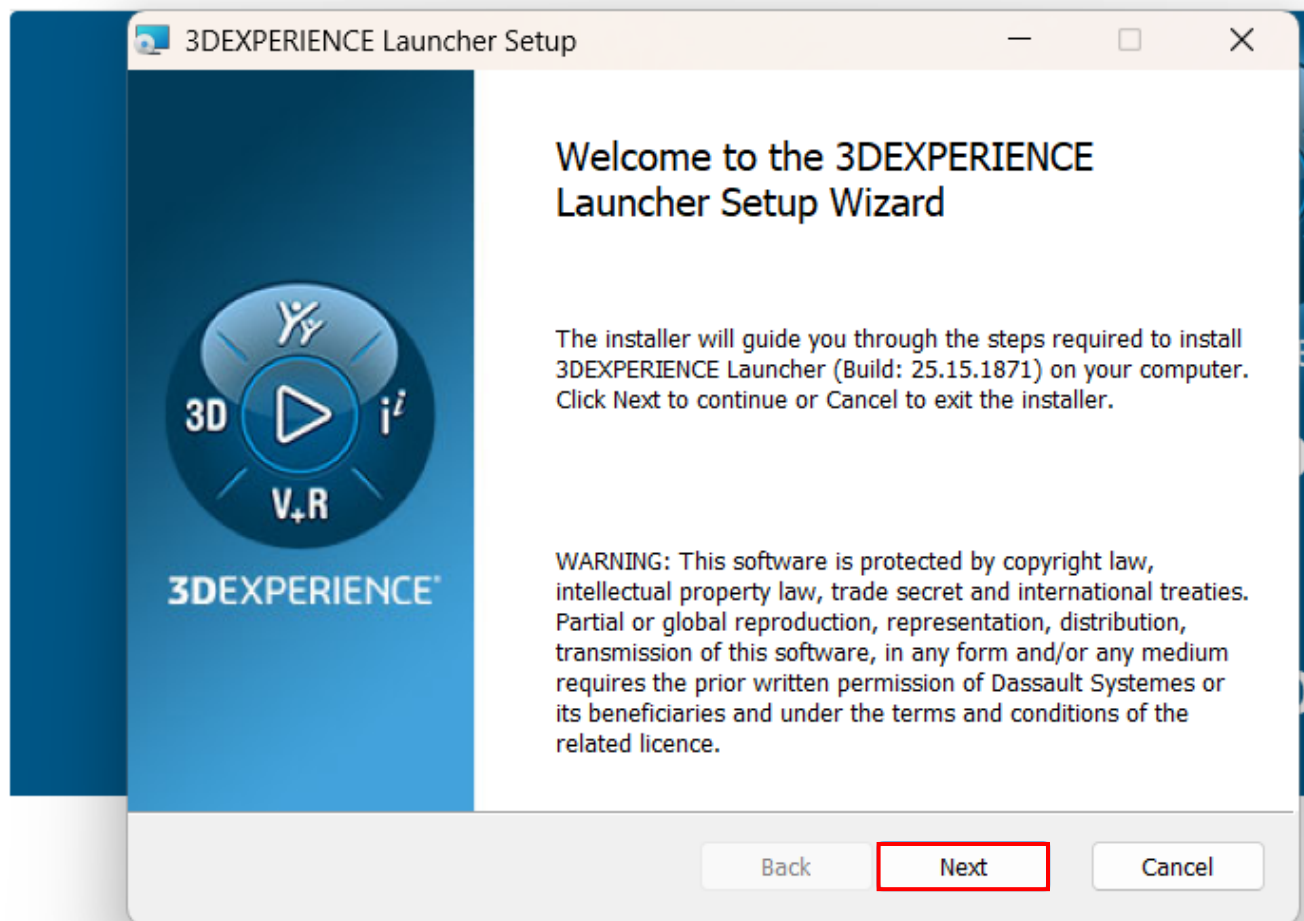 3DEXPERIENCE Launcher Setup
Welcome to the 3DEXPERIENCE
Launcher Setup Wizard
The installer will guide you through the steps required to install
3DEXPERIENCE Launcher (Build: 25.15.1871) on your computer.
Click Next to continue or Cancel to exit the installer.
3D
i i
V+R
3DEXPERIENCE
WARNING: This software is protected by copyright law,
intellectual property law, trade secret and international treaties.
Partial or global reproduction, representation, distribution,
transmission of this software, in any form and/or any medium
requires the prior written permission of Dassault Systemes or
its beneficiaries and under the terms and conditions of the
related licence.
Back
Next
Cancel